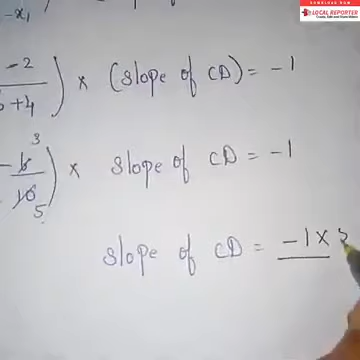 LOCAL REPORTER
-x₁
-2
6+4 ) × (slope of CD) = -1
-6 3
10 5 ) × slope of CD = -1
slope of CD = -1 ×